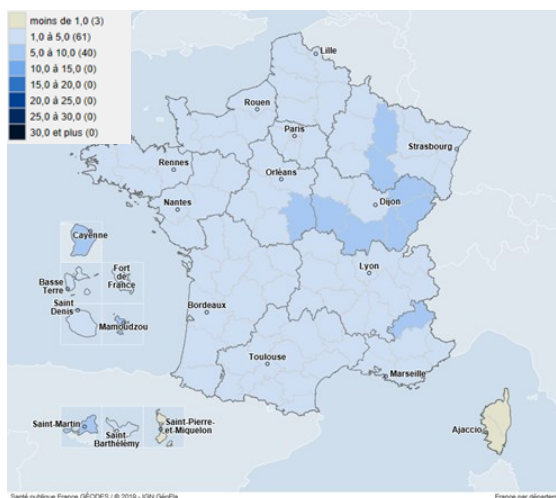 moins de 1,0 (3)
1,0 à 5,0 (61)
5,0 à 10,0 (40)
10,0 à 15,0 (0)
15,0 à 20,0 (0)
20,0 à 25,0 (0)
25,0 à 30,0 (0)
30,0 et plus (0)
Lille
Rouen
Paris
Strasbourg
Rennes
Orléans
Nantes
Dijon
Cayenne
Lyon
Basse
Terre
Fort
de
France
Saint
Denis
Mamoudzou
Bordeaux
Toulouse
Marseille
Saint-Martin
Saint-
Barthélémy
Saint-Pierre
et-Miquelon
Ajaccio
Santé publique France GÉODES / © 2019 - IGN GéoFla
France par départem